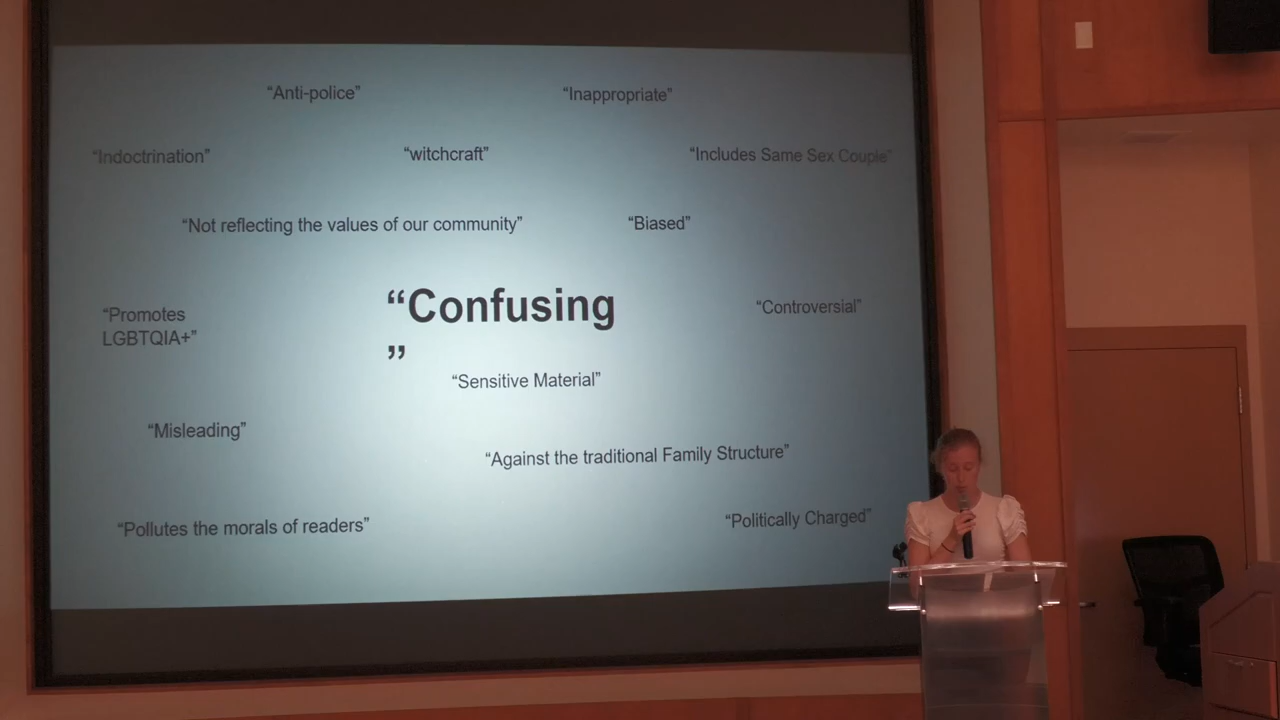 “Anti-police”
“Inappropriate”
“Indoctrination”
“witchcraft”
“Includes Same Sex Couple”
“Not reflecting the values of our community”
“Biased”
“Promotes
LGBTQIA+”
“Confusing
”
“Controversial”
“Sensitive Material”
“Misleading”
“Against the traditional Family Structure”
“Pollutes the morals of readers”
“Politically Charged”